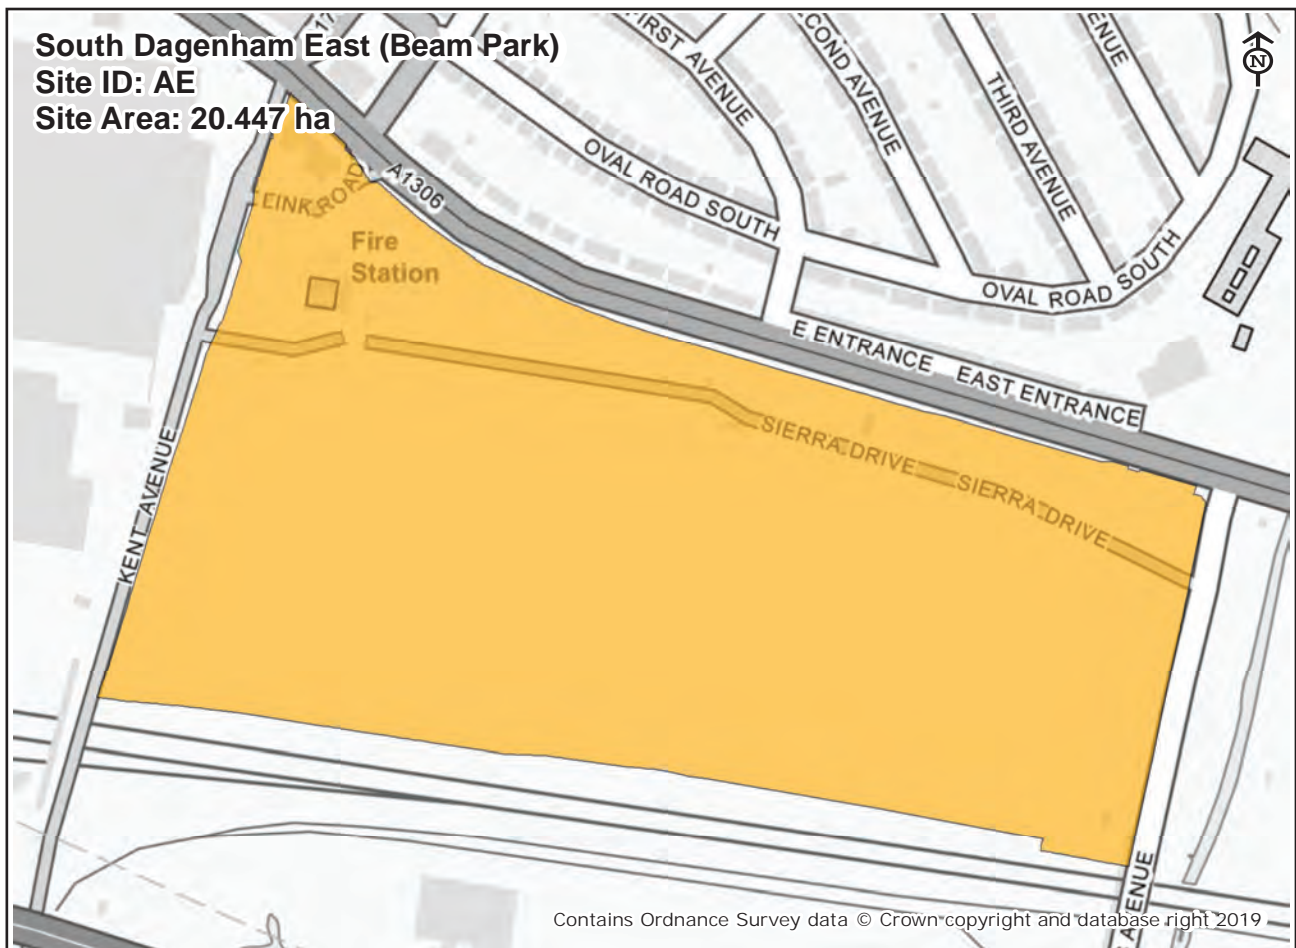 South Dagenham East (Beam Park)
Site ID: AE
Site Area: 20.447 ha
N
FIRST AVENUE
THIRD AVENUE
OVAL ROAD SOUTH
OVAL ROAD SOUTH
A1306
ROAD
Fire
Station
E ENTRANCE
EAST ENTRANCE
SIERRA DRIVE
SIERRA DRIVE
KENT AVENUE
AVENUE
AVENUE
AVENUE
Contains Ordnance Survey data © Crown copyright and database right 2019